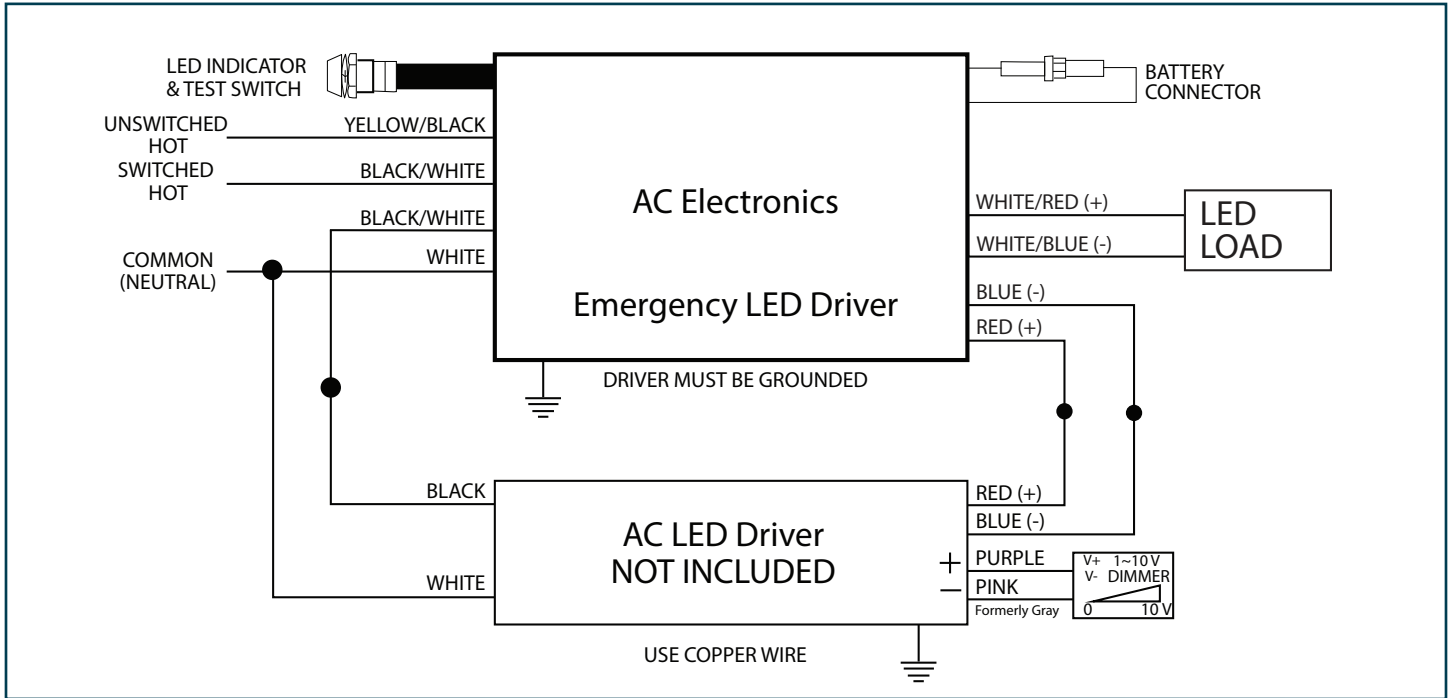 LED INDICATOR
& TEST SWITCH
BATTERY
CONNECTOR
UNSWITCHED
HOT
YELLOW/BLACK
SWITCHED
HOT
BLACK/WHITE
BLACK/WHITE
COMMON
(NEUTRAL)
WHITE
AC Electronics
Emergency LED Driver
WHITE/RED (+)
WHITE/BLUE (-)
LED
LOAD
BLUE (-)
RED (+)
DRIVER MUST BE GROUNDED
BLACK
WHITE
AC LED Driver
NOT INCLUDED
RED (+)
BLUE (-)
+ PURPLE
− PINK
Formerly Gray
V+ 1~10 V
V- DIMMER
0 10 V
USE COPPER WIRE